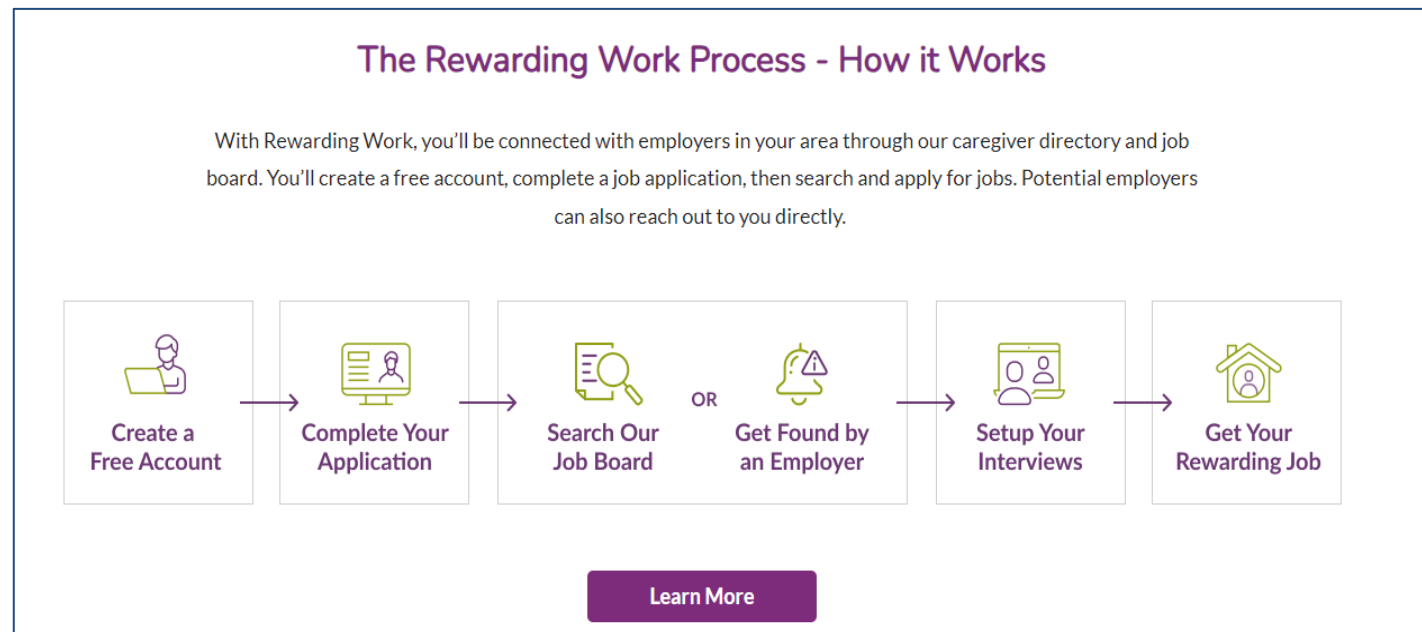 The Rewarding Work Process - How it Works
With Rewarding Work, you'll be connected with employers in your area through our caregiver directory and job
board. You'll create a free account, complete a job application, then search and apply for jobs. Potential employers
can also reach out to you directly.
Create a
Free Account
Complete Your
Application
Search Our
Job Board
OR
Get Found by
an Employer
Setup Your
Interviews
Get Your
Rewarding Job
Learn More